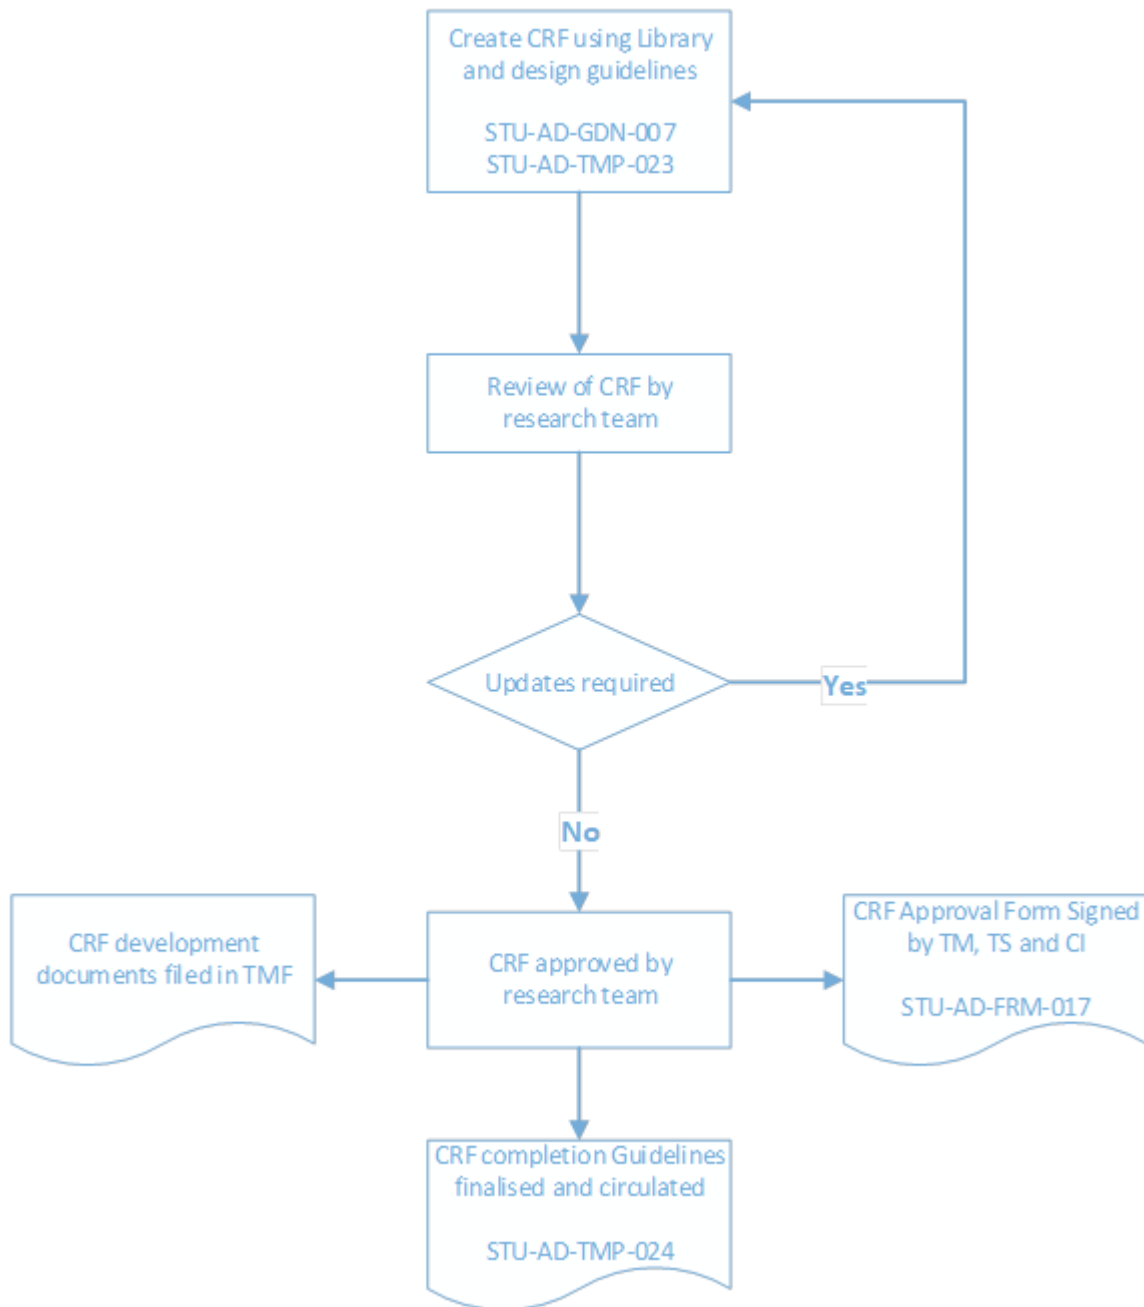 Create CRF using Library
and design guidelines
STU-AD-GDN-007
STU-AD-TMP-023
Review of CRF by
research team
Updates required
Yes
No
CRF development
documents filed in TMF
CRF approved by
research team
CRF Approval Form Signed
by TM, TS and CI
STU-AD-FRM-017
CRF completion Guidelines
finalised and circulated
STU-AD-TMP-024